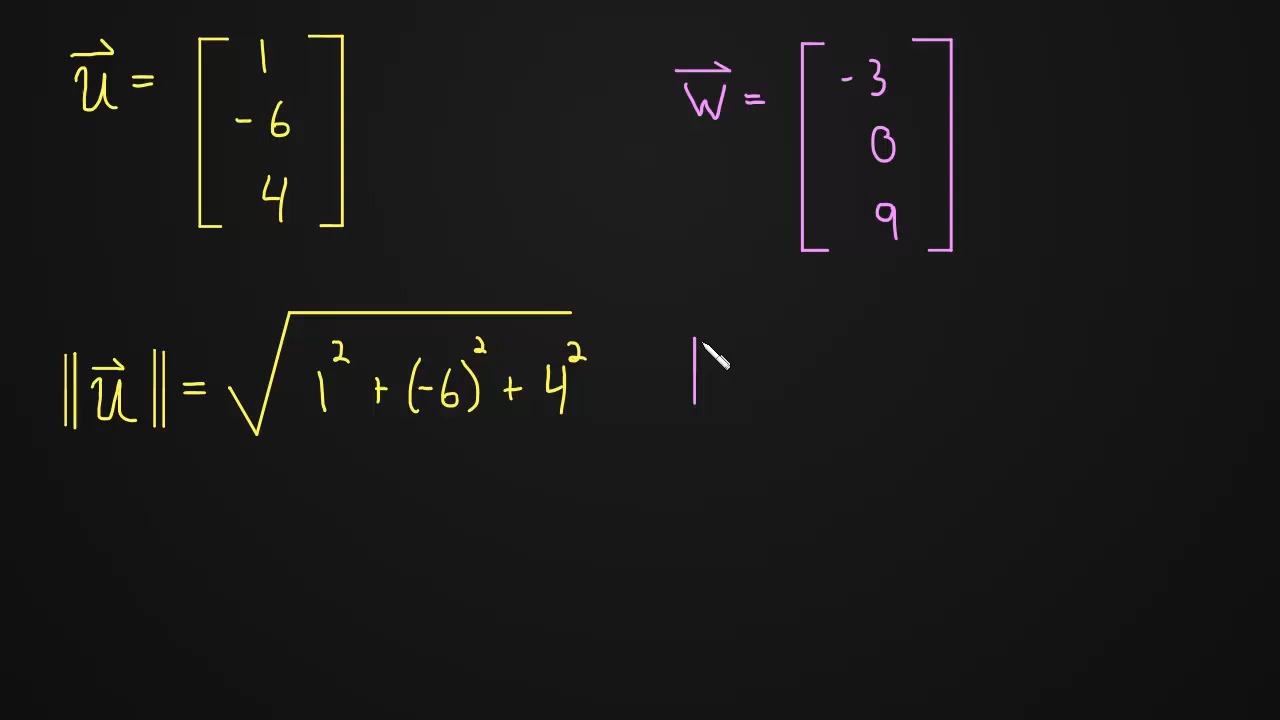 u⃗ = [ 1 -6 4 ]
w⃗ = [ -3 0 9 ]
‖u⃗‖ = √(1² + (-6)² + 4²)
|